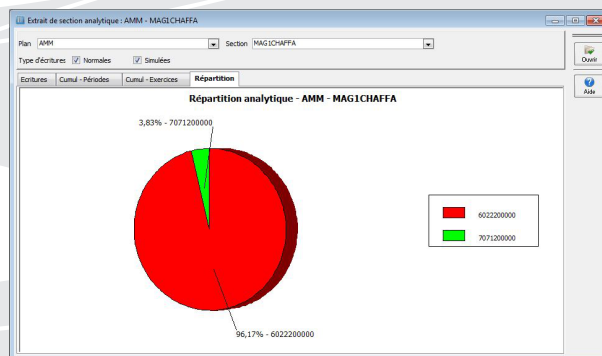 Extrait de section analytique : AMM - MAG1CHAFFA
Plan AMM Section MAG1CHAFFA
Type d'écritures Normales Simulées
Ecritures Cumul - Périodes Cumul - Exercices Répartition
Ouvrir
Aide
Répartition analytique - AMM - MAG1CHAFFA
3,83% - 7071200000
6022200000
7071200000
96,17% - 6022200000